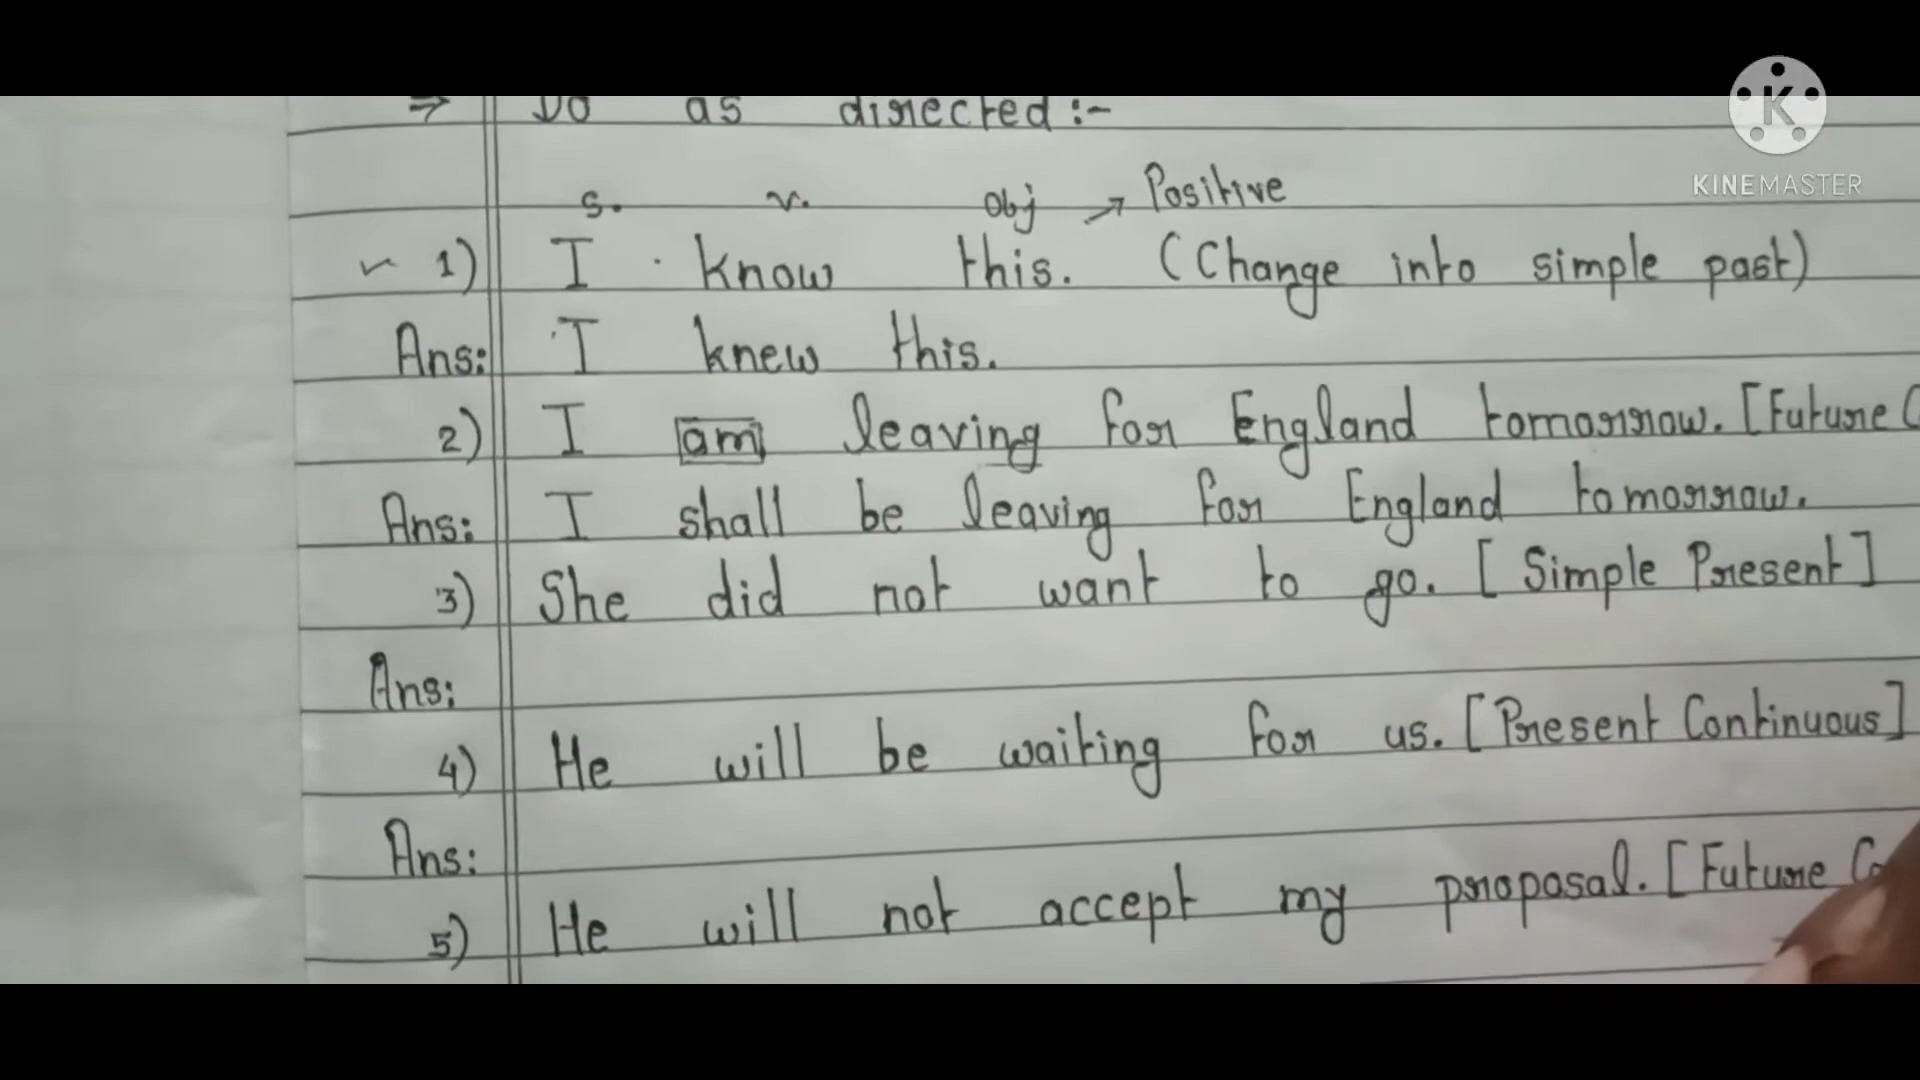 ⇒ Do as directed :-
s. v. obj → Positive
1) I know this. (Change into simple past)
Ans: I knew this.
2) I am leaving for England tomorrow. [Future C
Ans: I shall be leaving for England tomorrow.
3) She did not want to go. [Simple Present]
Ans:
4) He will be waiting for us. [Present Continuous]
Ans:
5) He will not accept my proposal. [Future Co
K
KINEMASTER